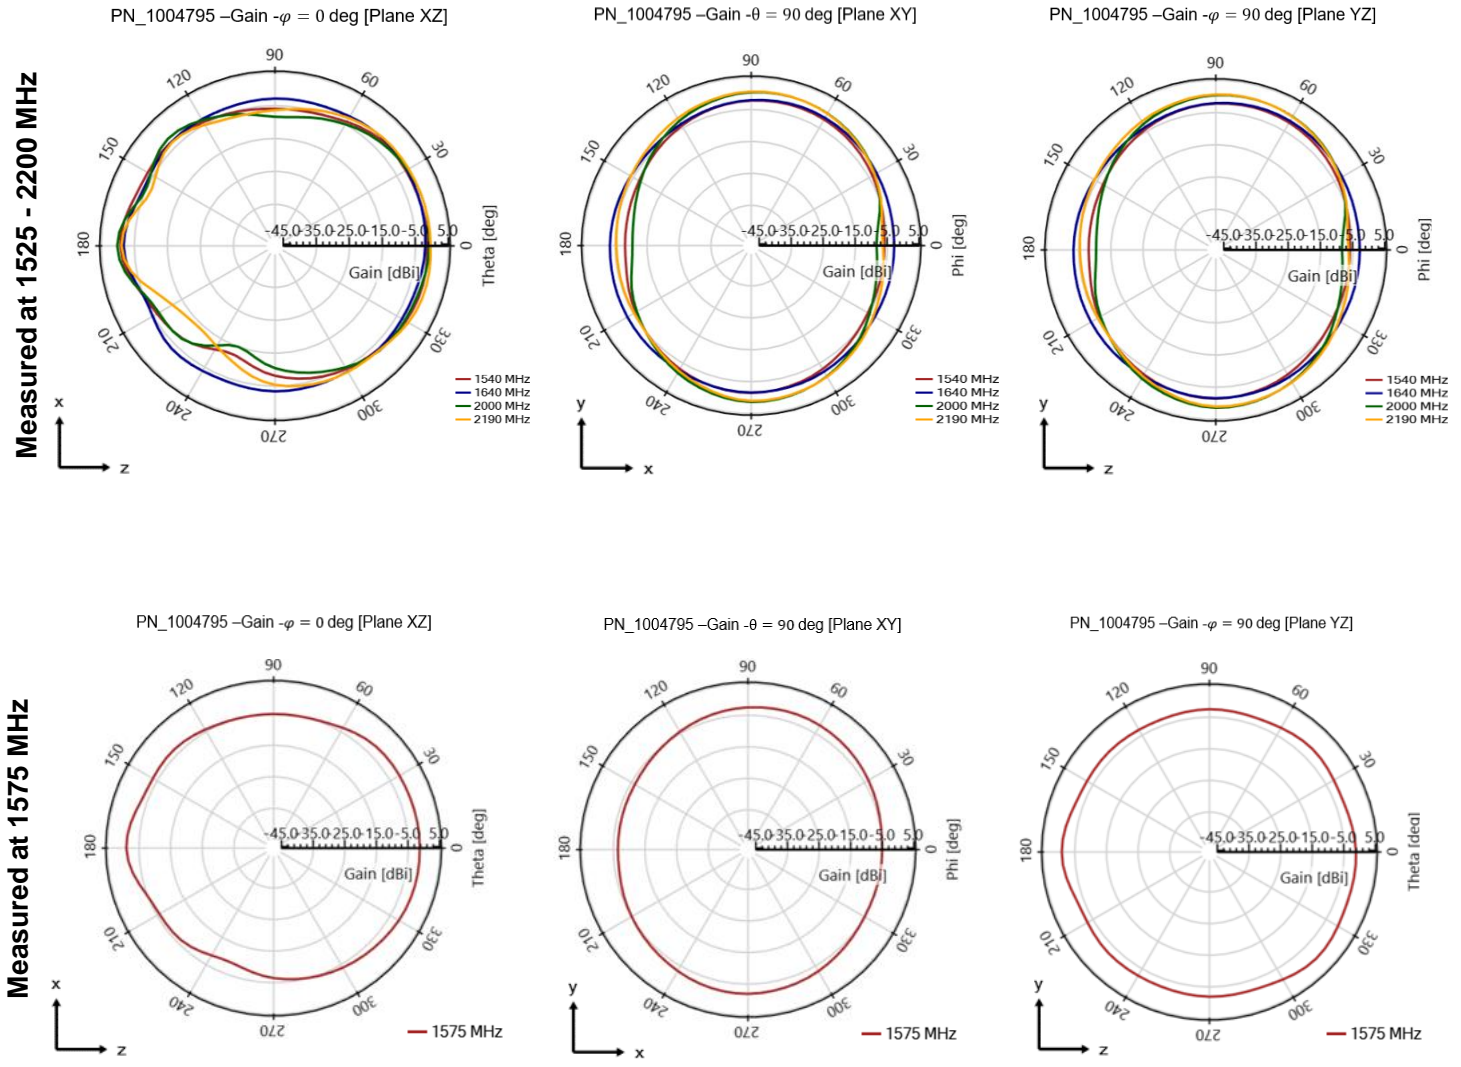 Measured at 1525 - 2200 MHz
PN_1004795 –Gain -φ = 0 deg [Plane XZ]
90
120
60
150
30
180
-45.0-35.0-25.0-15.0-5.0 5.0
0
Gain [dBi]
Theta [deg]
210
330
240
300
270
1540 MHz
1640 MHz
2000 MHz
2190 MHz
x
z
PN_1004795 –Gain -θ = 90 deg [Plane XY]
90
120
60
150
30
180
-45.0-35.0-25.0-15.0-5.0 5.0
0
Gain [dBi]
Phi [deg]
210
330
240
300
270
1540 MHz
1640 MHz
2000 MHz
2190 MHz
y
x
PN_1004795 –Gain -φ = 90 deg [Plane YZ]
90
120
60
150
30
180
-45.0-35.0-25.0-15.0-5.0 5.0
0
Gain [dBi]
Phi [deg]
210
330
240
300
270
1540 MHz
1640 MHz
2000 MHz
2190 MHz
y
z
Measured at 1575 MHz
PN_1004795 –Gain -φ = 0 deg [Plane XZ]
90
120
60
150
30
180
-45.0-35.0-25.0-15.0-5.0 5.0
0
Gain [dBi]
Theta [deg]
210
330
240
300
270
1575 MHz
x
z
PN_1004795 –Gain -θ = 90 deg [Plane XY]
90
120
60
150
30
180
-45.0-35.0-25.0-15.0-5.0 5.0
0
Gain [dBi]
Phi [deg]
210
330
240
300
270
1575 MHz
y
x
PN_1004795 –Gain -φ = 90 deg [Plane YZ]
90
120
60
150
30
180
-45.0-35.0-25.0-15.0-5.0 5.0
0
Gain [dBi]
Theta [deg]
210
330
240
300
270
1575 MHz
y
z